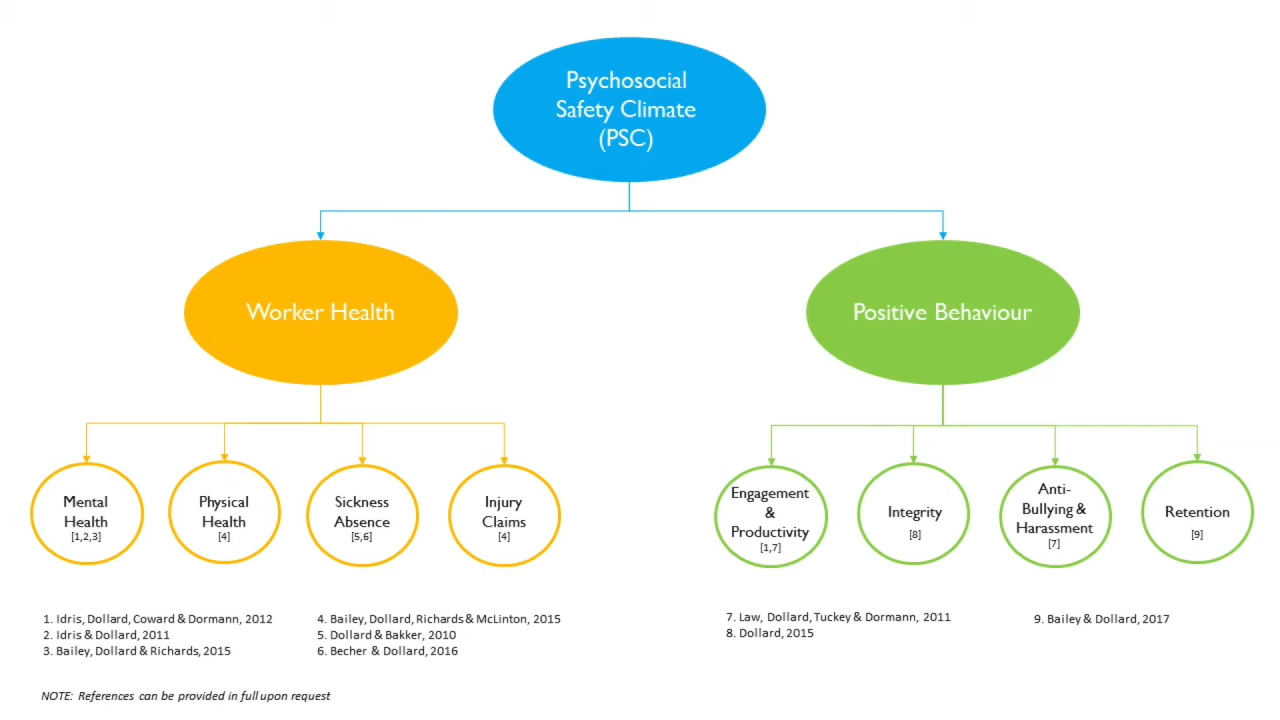 Psychosocial
Safety Climate
(PSC)
Worker Health
Positive Behaviour
Mental
Health
[1,2,3]
Physical
Health
[4]
Sickness
Absence
[5,6]
Injury
Claims
[4]
Engagement
&
Productivity
[1,7]
Integrity
[8]
Anti-
Bullying &
Harassment
[7]
Retention
[9]
1. Idris, Dollard, Coward & Dormann, 2012
2. Idris & Dollard, 2011
3. Bailey, Dollard & Richards, 2015
4. Bailey, Dollard, Richards & McLinton, 2015
5. Dollard & Bakker, 2010
6. Becher & Dollard, 2016
7. Law, Dollard, Tuckey & Dormann, 2011
8. Dollard, 2015
9. Bailey & Dollard, 2017
NOTE: References can be provided in full upon request